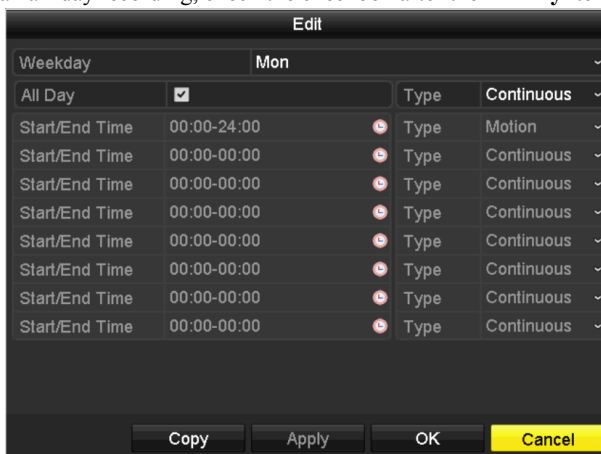 Edit
Weekday Mon
All Day Type Continuous
Start/End Time 00:00-24:00 Type Motion
Start/End Time 00:00-00:00 Type Continuous
Start/End Time 00:00-00:00 Type Continuous
Start/End Time 00:00-00:00 Type Continuous
Start/End Time 00:00-00:00 Type Continuous
Start/End Time 00:00-00:00 Type Continuous
Start/End Time 00:00-00:00 Type Continuous
Start/End Time 00:00-00:00 Type Continuous
Copy Apply OK Cancel